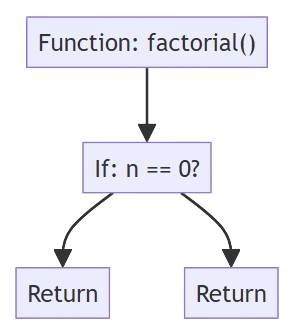 Function: factorial()
If: n == 0?
Return
Return